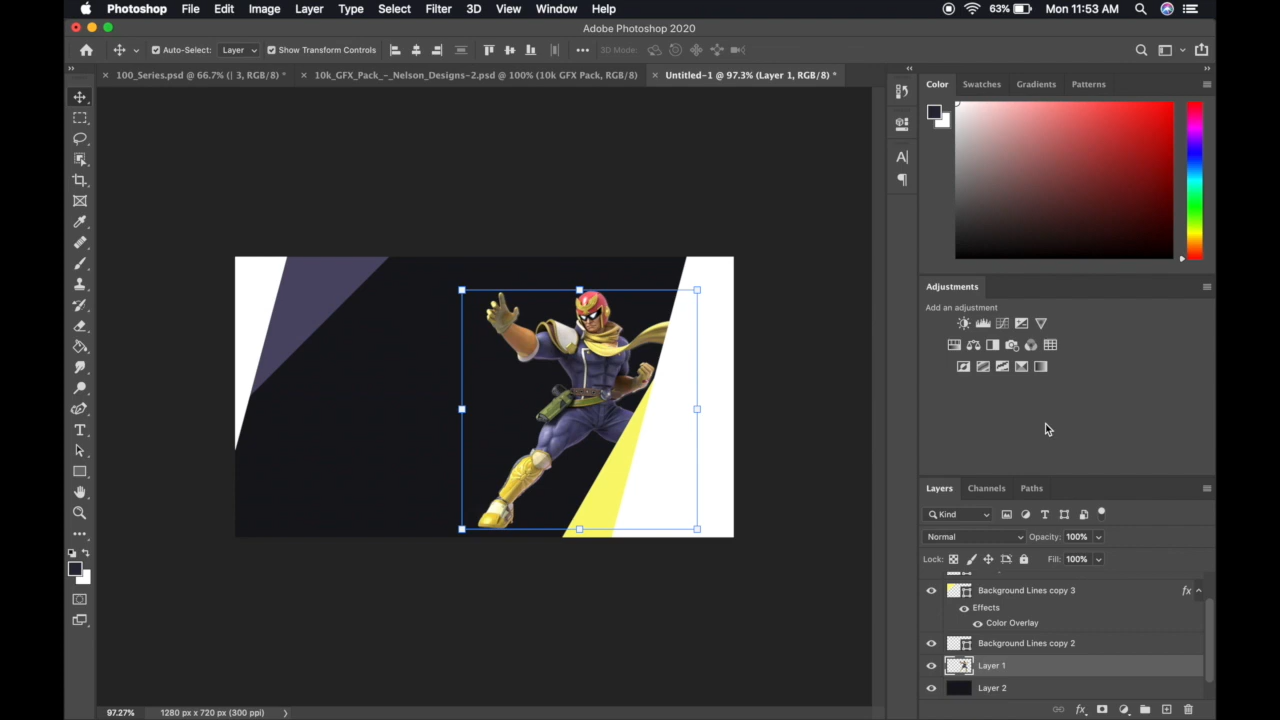 Photoshop File Edit Image Layer Type Select Filter 3D View Window Help 63% Mon 11:53 AM
Adobe Photoshop 2020
Auto-Select: Layer Show Transform Controls 3D Mode:
100_Series.psd @ 66.7% (| 3, RGB/8) * 10k_GFX_Pack_-_Nelson_Designs-2.psd @ 100% (10k GFX Pack, RGB/8) Untitled-1 @ 97.3% (Layer 1, RGB/8) *
Color Swatches Gradients Patterns
Adjustments
Add an adjustment
Layers Channels Paths
Kind
Normal Opacity: 100%
Lock: Fill: 100%
Background Lines copy 3 fx
Effects
Color Overlay
Background Lines copy 2
Layer 1
Layer 2
97.27% 1280 px x 720 px (300 ppi)